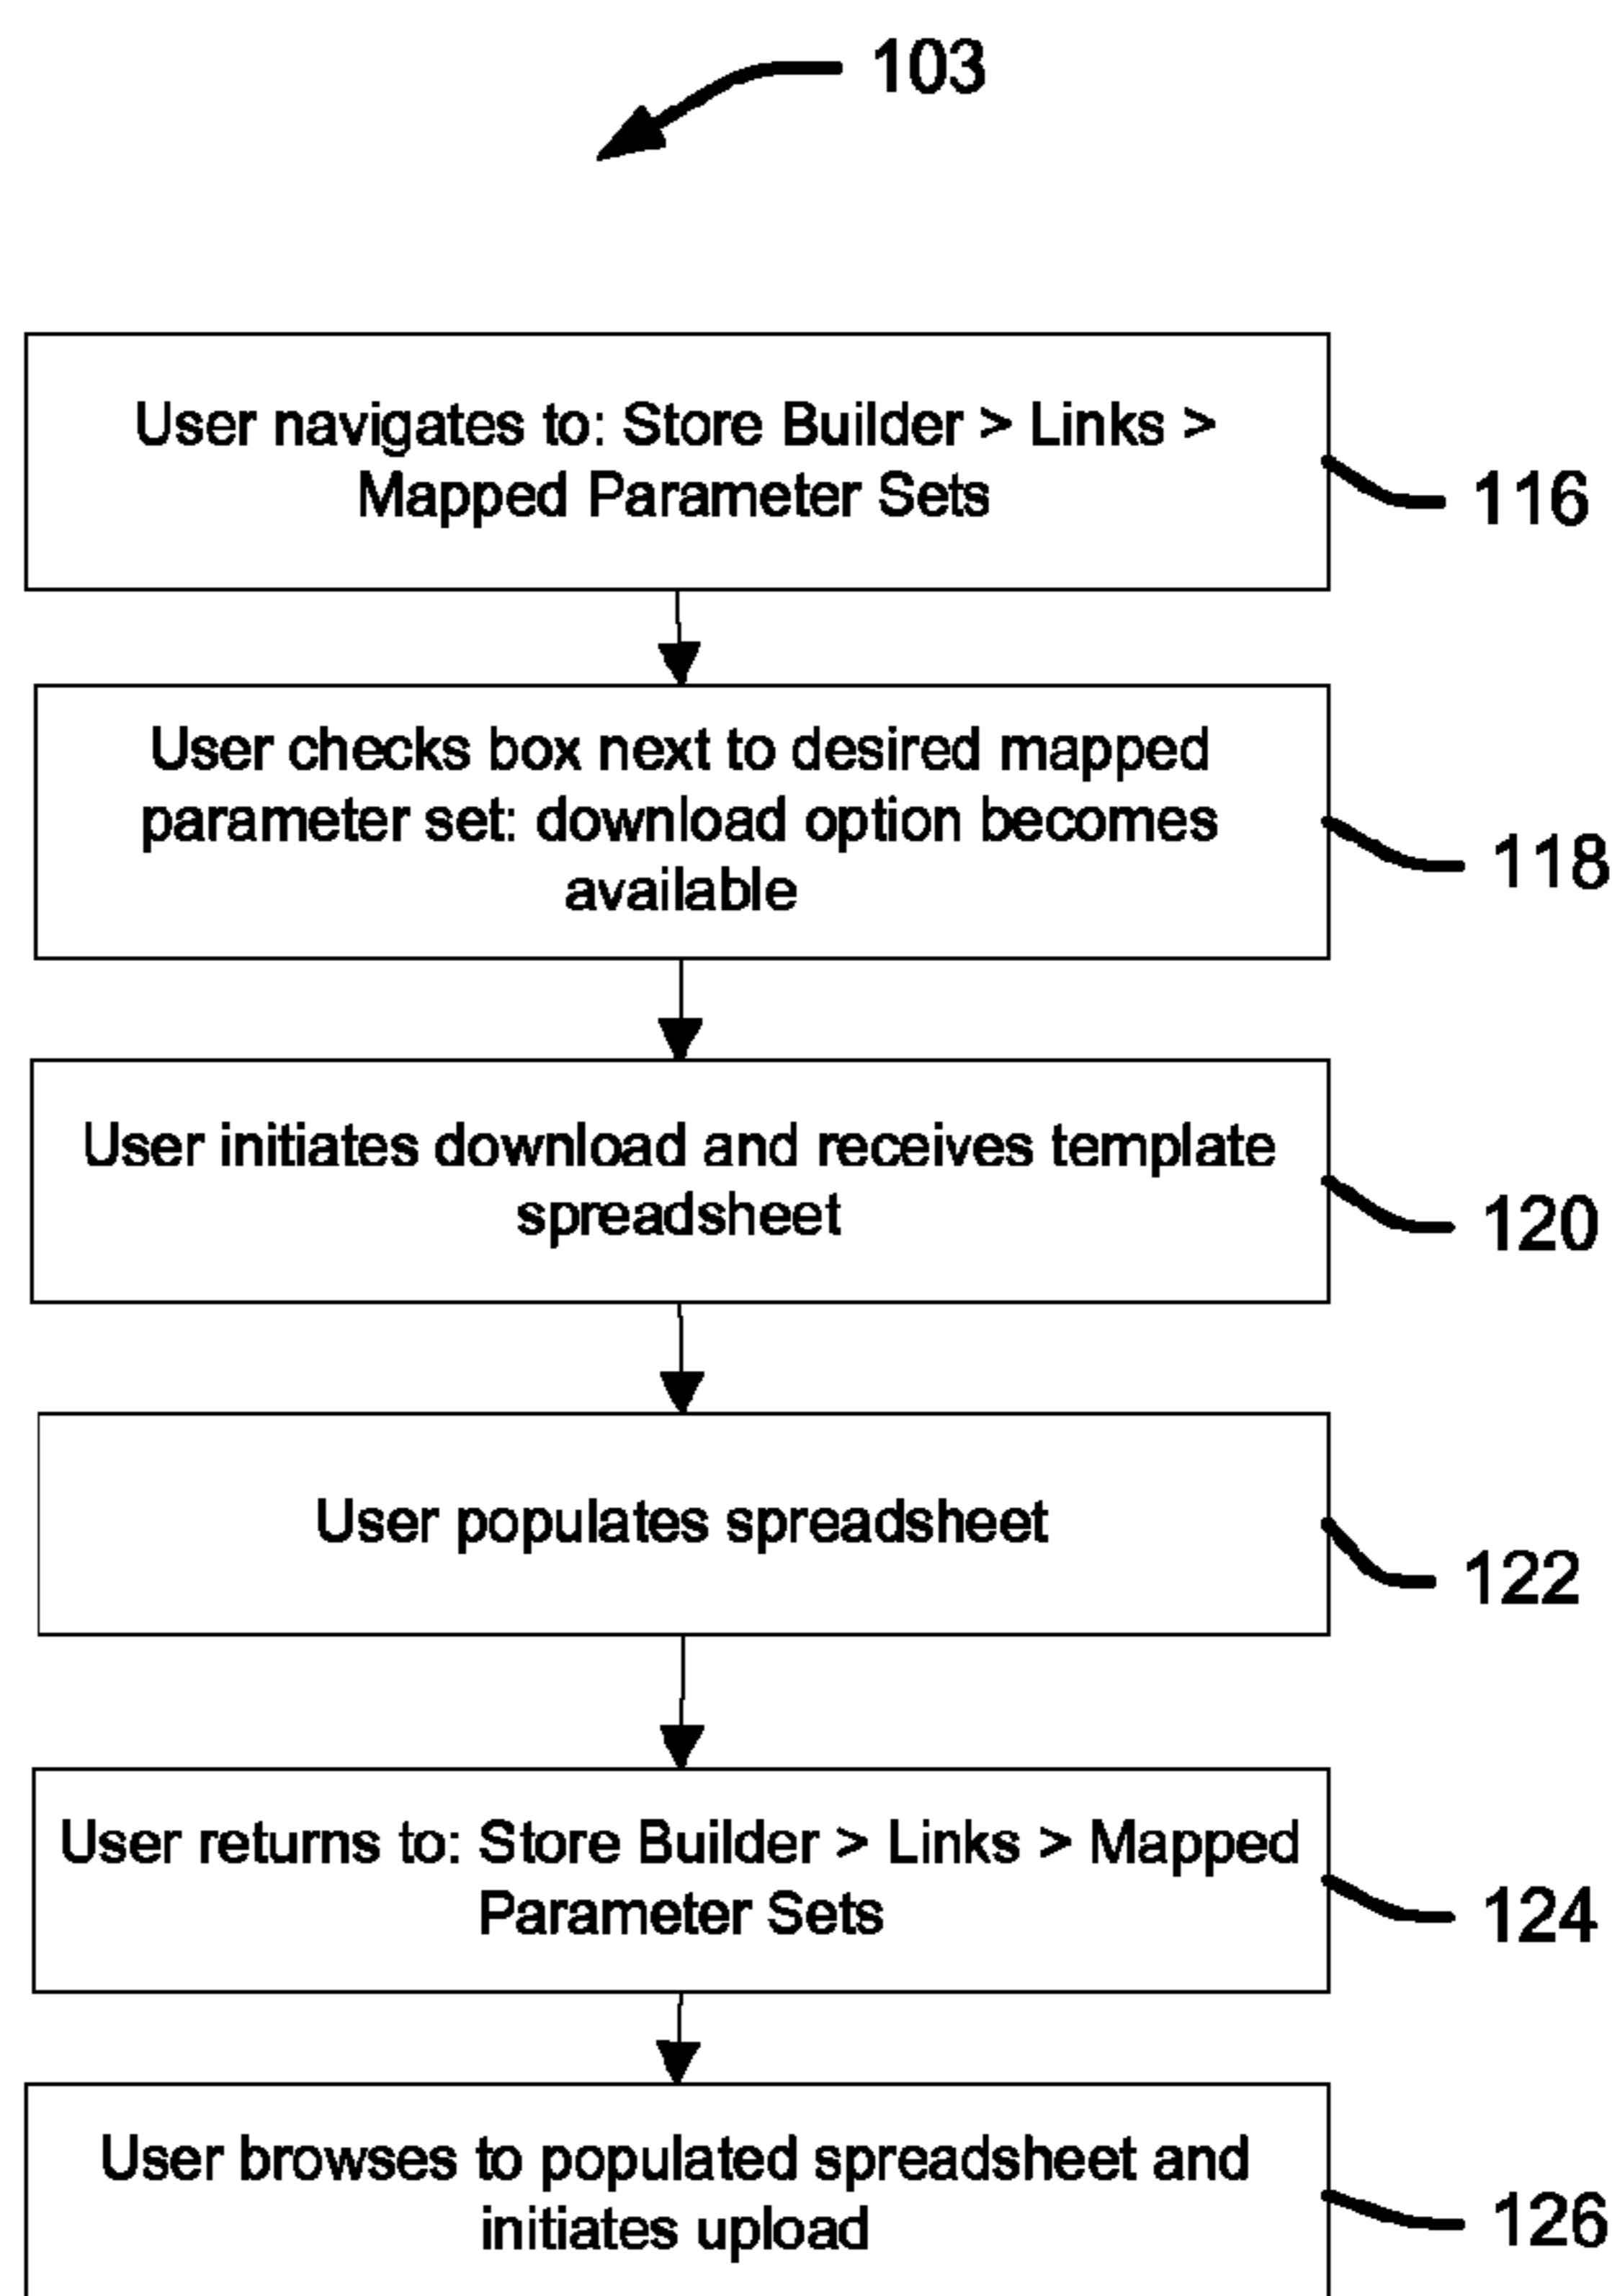 103
User navigates to: Store Builder > Links >
Mapped Parameter Sets
116
User checks box next to desired mapped
parameter set: download option becomes
available
118
User initiates download and receives template
spreadsheet
120
User populates spreadsheet
122
User returns to: Store Builder > Links > Mapped
Parameter Sets
124
User browses to populated spreadsheet and
initiates upload
126